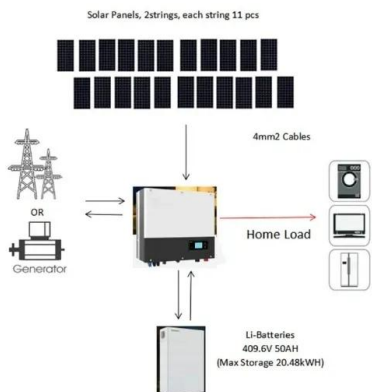 Solar Panels, 2strings, each string 11 pcs
4mm2 Cables
OR
Generator
Home Load
Li-Batteries
409.6V 50AH
(Max Storage 20.48kWH)